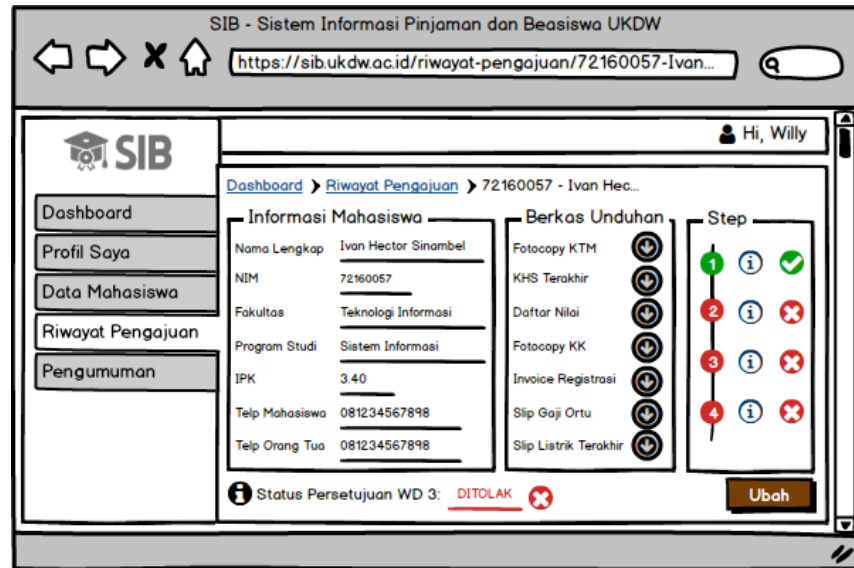 SIB - Sistem Informasi Pinjaman dan Beasiswa UKDW
https://sib.ukdw.ac.id/riwayat-pengajuan/72160057-Ivan...
SIB
Hi, Willy
Dashboard
Profil Saya
Data Mahasiswa
Riwayat Pengajuan
Pengumuman
Dashboard ❯ Riwayat Pengajuan ❯ 72160057 - Ivan Hec...
Informasi Mahasiswa
Nama Lengkap Ivan Hector Sinambel
NIM 72160057
Fakultas Teknologi Informasi
Program Studi Sistem Informasi
IPK 3.40
Telp Mahasiswa 081234567898
Telp Orang Tua 081234567898
Berkas Unduhan
Fotocopy KTM
KHS Terakhir
Daftar Nilai
Fotocopy KK
Invoice Registrasi
Slip Gaji Ortu
Slip Listrik Terakhir
Step
1
2
3
4
Status Persetujuan WD 3: DITOLAK
Ubah